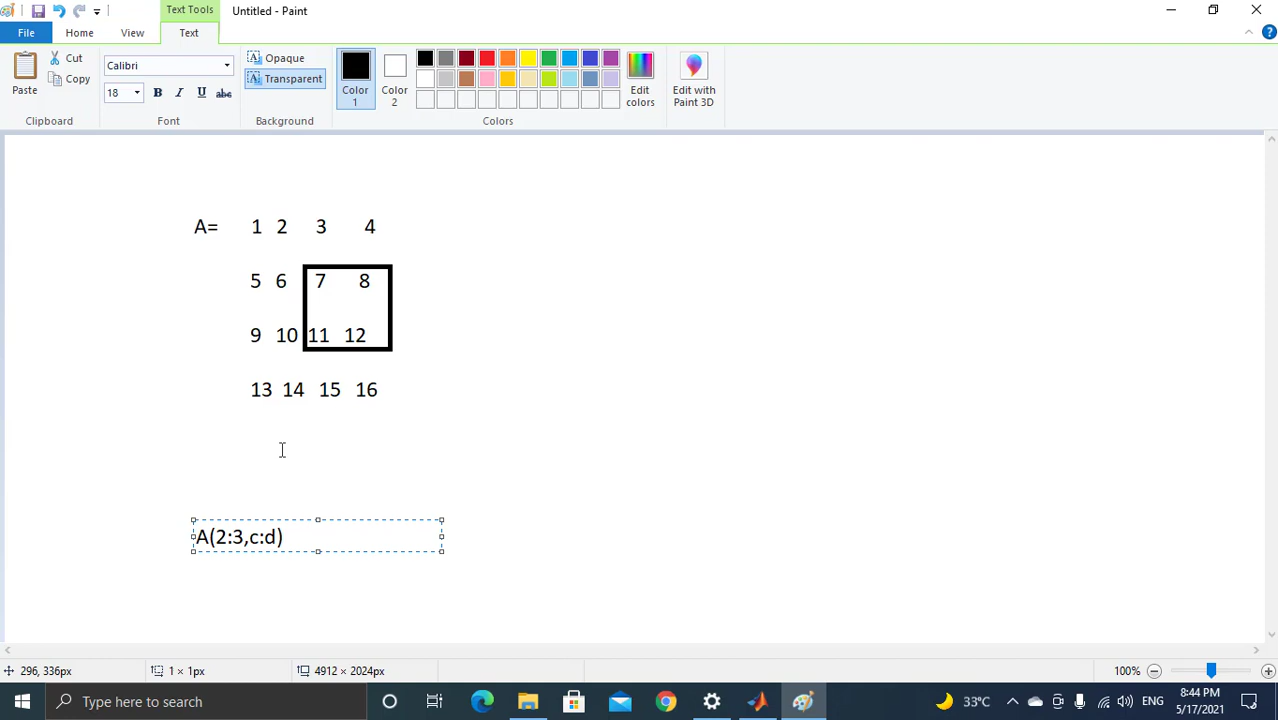 Text Tools
Untitled - Paint
File
Home
View
Text
Paste
Cut
Copy
Clipboard
Calibri
18
B I U abc
Font
A Opaque
A Transparent
Background
Color 1
Color 2
Edit colors
Colors
Edit with Paint 3D
A= 1 2 3 4
5 6 7 8
9 10 11 12
13 14 15 16
A(2:3,c:d)
296, 336px
1 × 1px
4912 × 2024px
100%
Type here to search
33°C
ENG
8:44 PM
5/17/2021